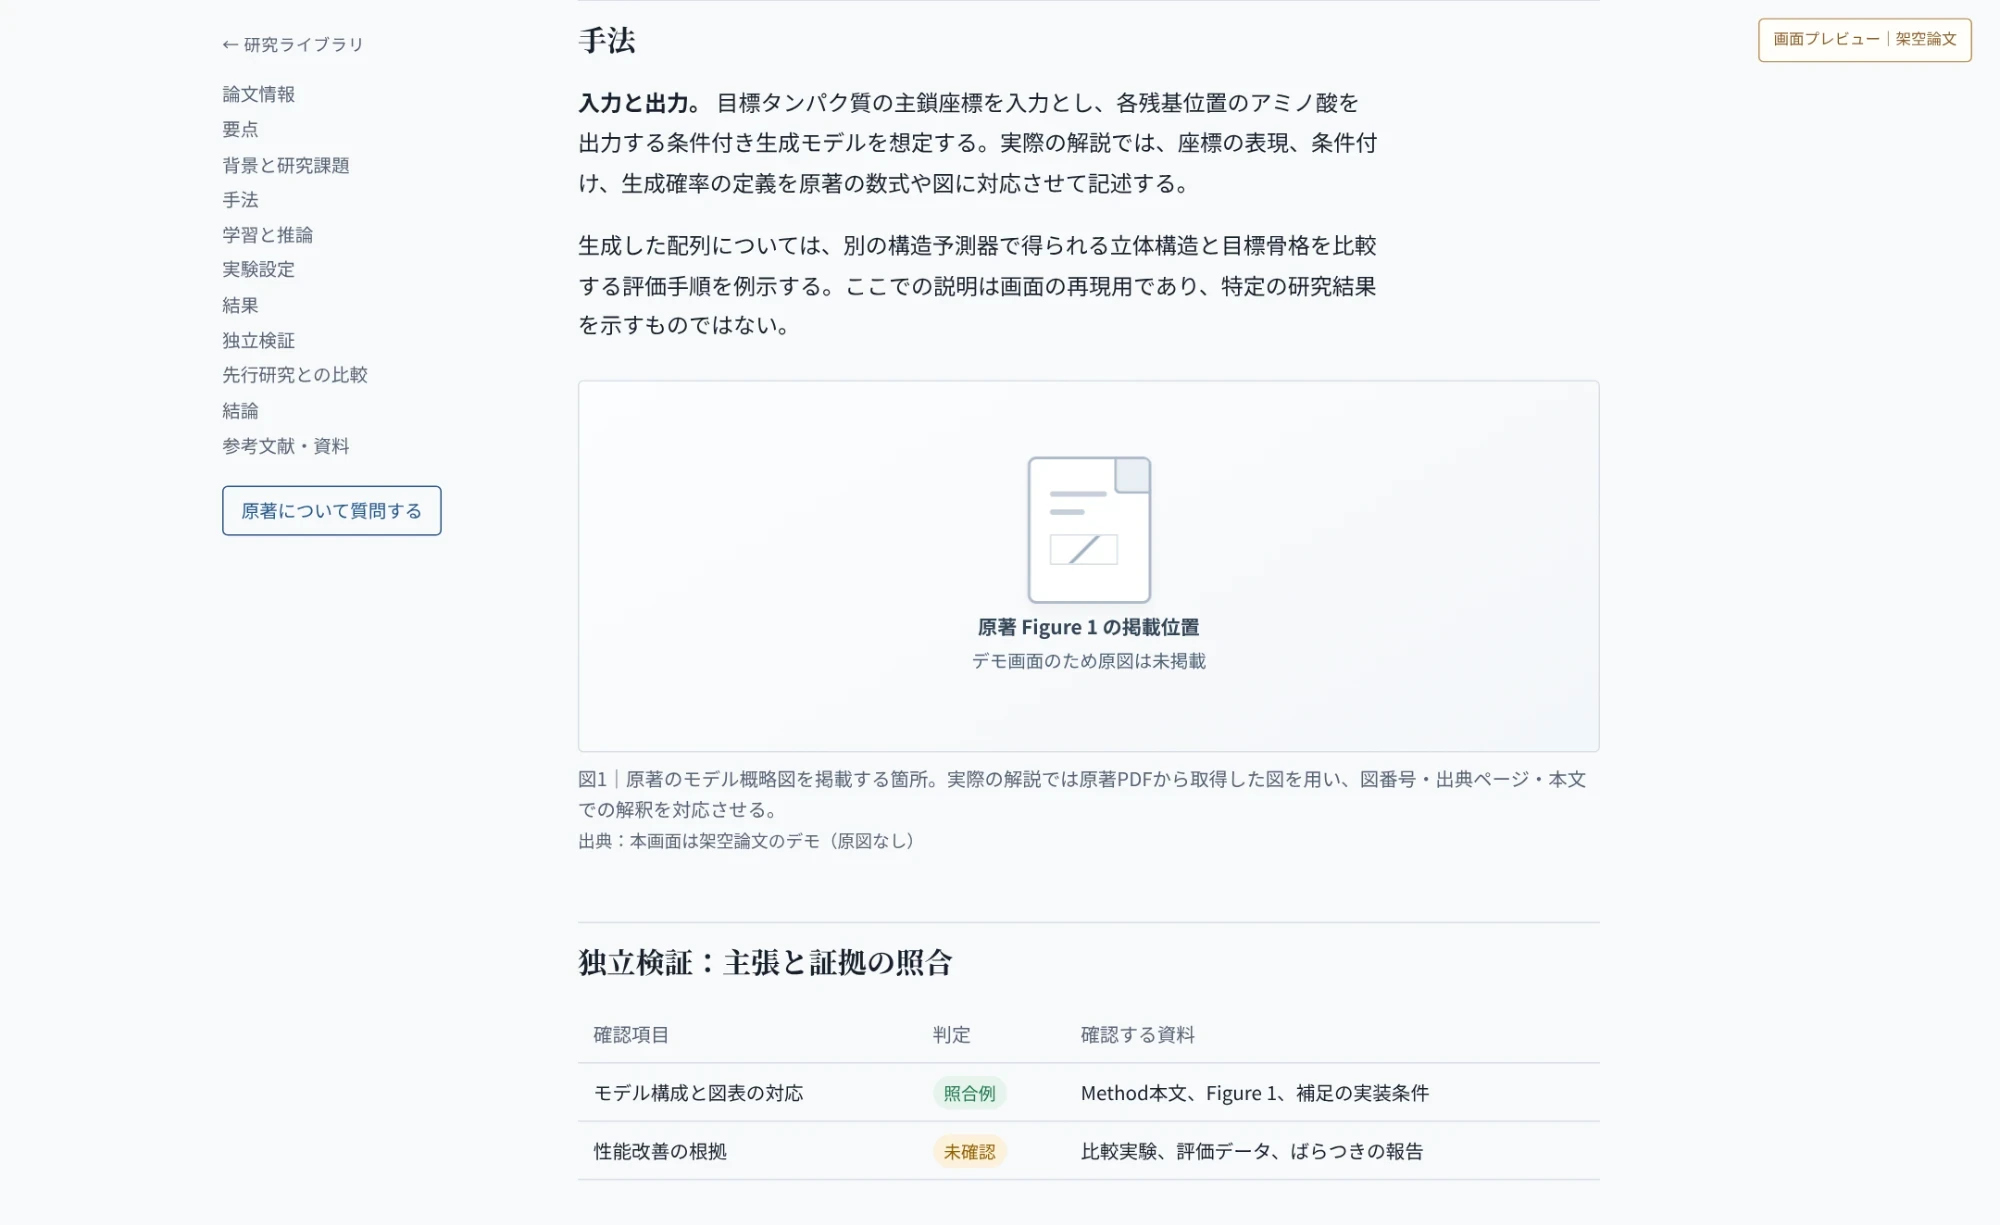 ← 研究ライブラリ
論文情報
要点
背景と研究課題
手法
学習と推論
実験設定
結果
独立検証
先行研究との比較
結論
参考文献・資料
原著について質問する
画面プレビュー｜架空論文
手法
入力と出力。 目標タンパク質の主鎖座標を入力とし、各残基位置のアミノ酸を
出力する条件付き生成モデルを想定する。実際の解説では、座標の表現、条件付
け、生成確率の定義を原著の数式や図に対応させて記述する。
生成した配列については、別の構造予測器で得られる立体構造と目標骨格を比較
する評価手順を例示する。ここでの説明は画面の再現用であり、特定の研究結果
を示すものではない。
原著 Figure 1 の掲載位置
デモ画面のため原図は未掲載
図1｜原著のモデル概略図を掲載する箇所。実際の解説では原著PDFから取得した図を用い、図番号・出典ページ・本文
での解釈を対応させる。
出典：本画面は架空論文のデモ（原図なし）
独立検証：主張と証拠の照合
確認項目 判定 確認する資料
モデル構成と図表の対応 照合例 Method本文、Figure 1、補足の実装条件
性能改善の根拠 未確認 比較実験、評価データ、ばらつきの報告